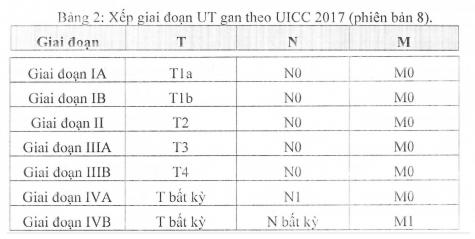 Bảng 2: Xếp giai đoạn UT gan theo UICC 2017 (phiên bản 8).
Giai đoạn T N M
Giai đoạn IA T1a N0 M0
Giai đoạn IB T1b N0 M0
Giai đoạn II T2 N0 M0
Giai đoạn IIIA T3 N0 M0
Giai đoạn IIIB T4 N0 M0
Giai đoạn IVA T bất kỳ N1 M0
Giai đoạn IVB T bất kỳ N bất kỳ M1